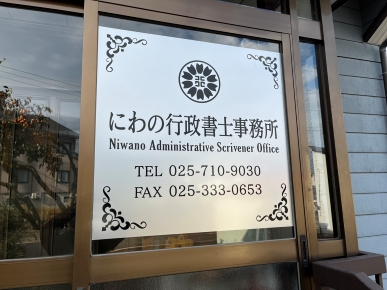 にわの行政書士事務所
Niwano Administrative Scrivener Office
TEL 025-710-9030
FAX 025-333-0653